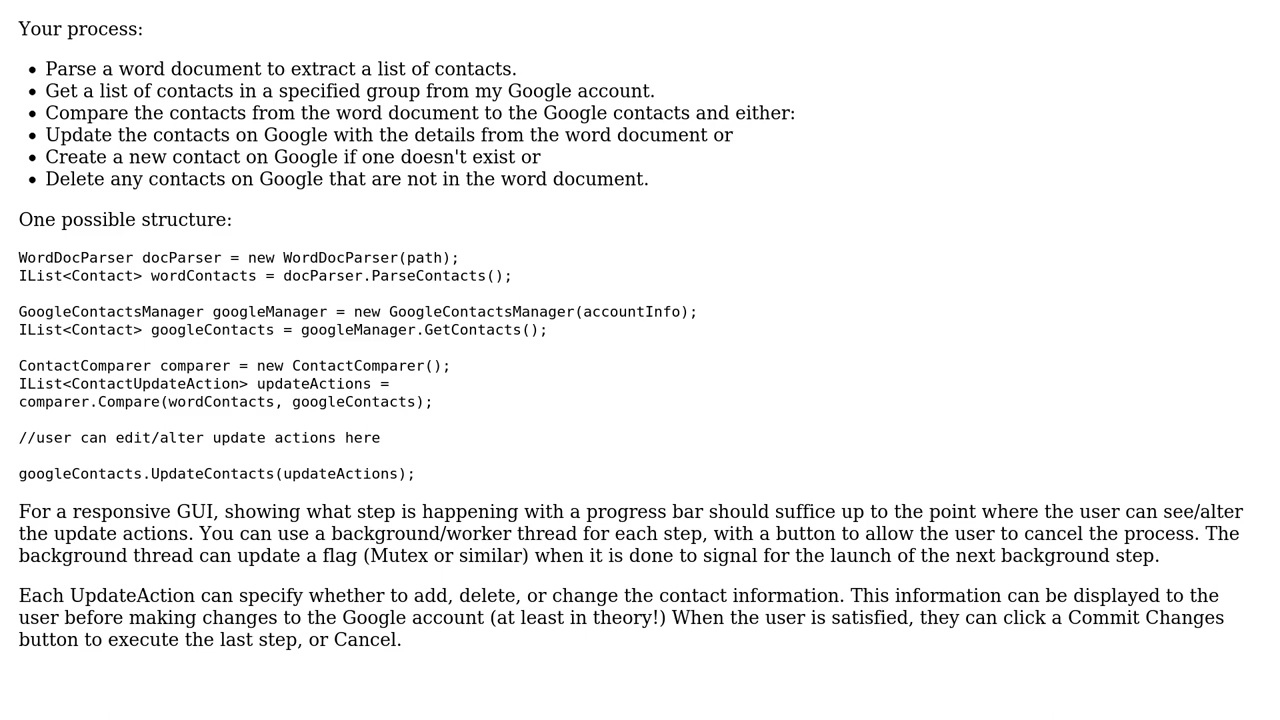 Your process:
• Parse a word document to extract a list of contacts.
• Get a list of contacts in a specified group from my Google account.
• Compare the contacts from the word document to the Google contacts and either:
• Update the contacts on Google with the details from the word document or
• Create a new contact on Google if one doesn't exist or
• Delete any contacts on Google that are not in the word document.
One possible structure:
WordDocParser docParser = new WordDocParser(path);
IList<Contact> wordContacts = docParser.ParseContacts();
GoogleContactsManager googleManager = new GoogleContactsManager(accountInfo);
IList<Contact> googleContacts = googleManager.GetContacts();
ContactComparer comparer = new ContactComparer();
IList<ContactUpdateAction> updateActions =
comparer.Compare(wordContacts, googleContacts);
//user can edit/alter update actions here
googleContacts.UpdateContacts(updateActions);
For a responsive GUI, showing what step is happening with a progress bar should suffice up to the point where the user can see/alter
the update actions. You can use a background/worker thread for each step, with a button to allow the user to cancel the process. The
background thread can update a flag (Mutex or similar) when it is done to signal for the launch of the next background step.
Each UpdateAction can specify whether to add, delete, or change the contact information. This information can be displayed to the
user before making changes to the Google account (at least in theory!) When the user is satisfied, they can click a Commit Changes
button to execute the last step, or Cancel.